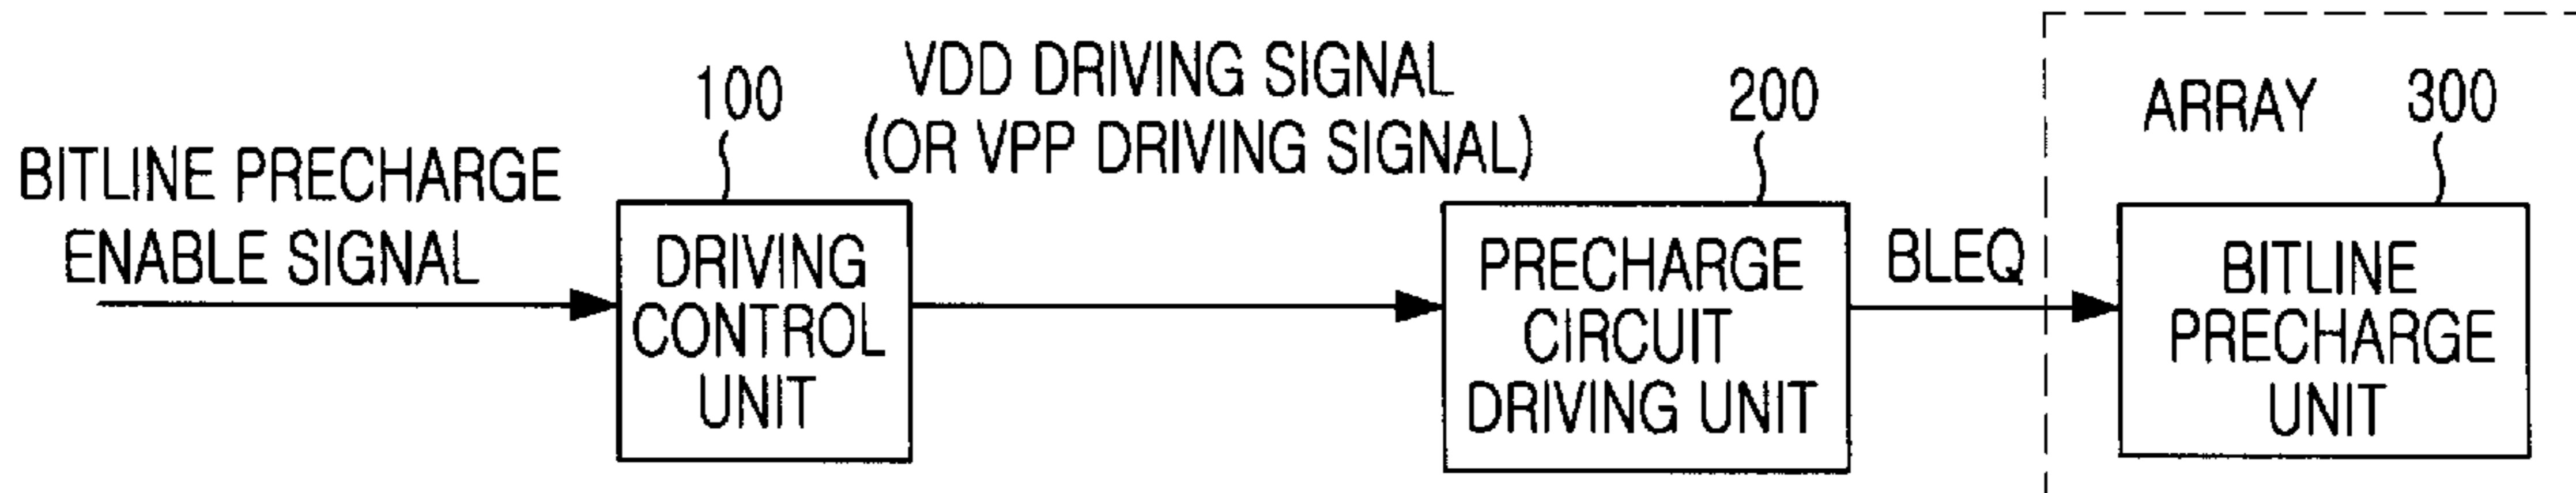 BITLINE PRECHARGE
ENABLE SIGNAL
100
DRIVING
CONTROL
UNIT
VDD DRIVING SIGNAL
(OR VPP DRIVING SIGNAL)
200
PRECHARGE
CIRCUIT
DRIVING UNIT
BLEQ
ARRAY
300
BITLINE
PRECHARGE
UNIT